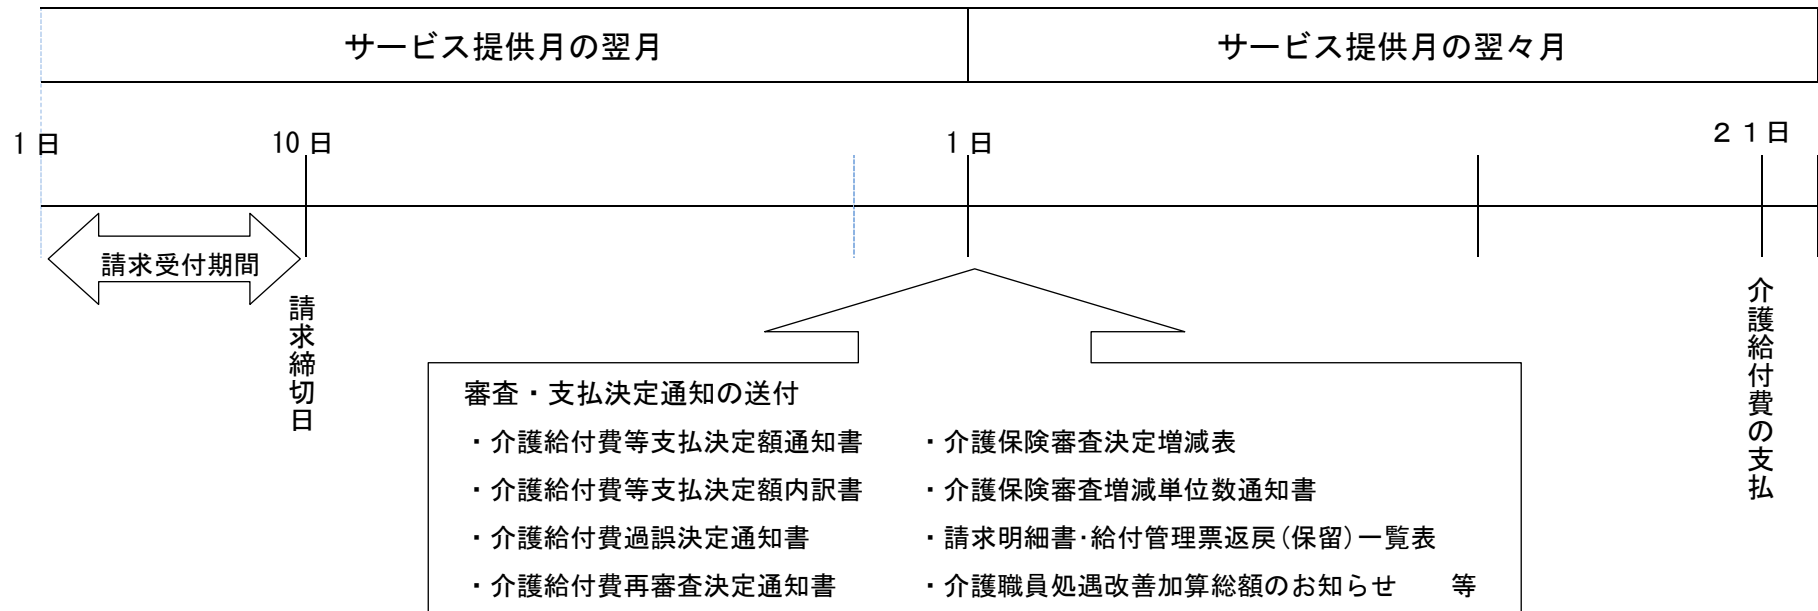 サービス提供月の翌月
サービス提供月の翌々月
1日
10日
1日
２１日
請求受付期間
請求締切日
介護給付費の支払
審査・支払決定通知の送付
・介護給付費等支払決定額通知書
・介護保険審査決定増減表
・介護給付費等支払決定額内訳書
・介護保険審査増減単位数通知書
・介護給付費過誤決定通知書
・請求明細書･給付管理票返戻(保留)一覧表
・介護給付費再審査決定通知書
・介護職員処遇改善加算総額のお知らせ　　等